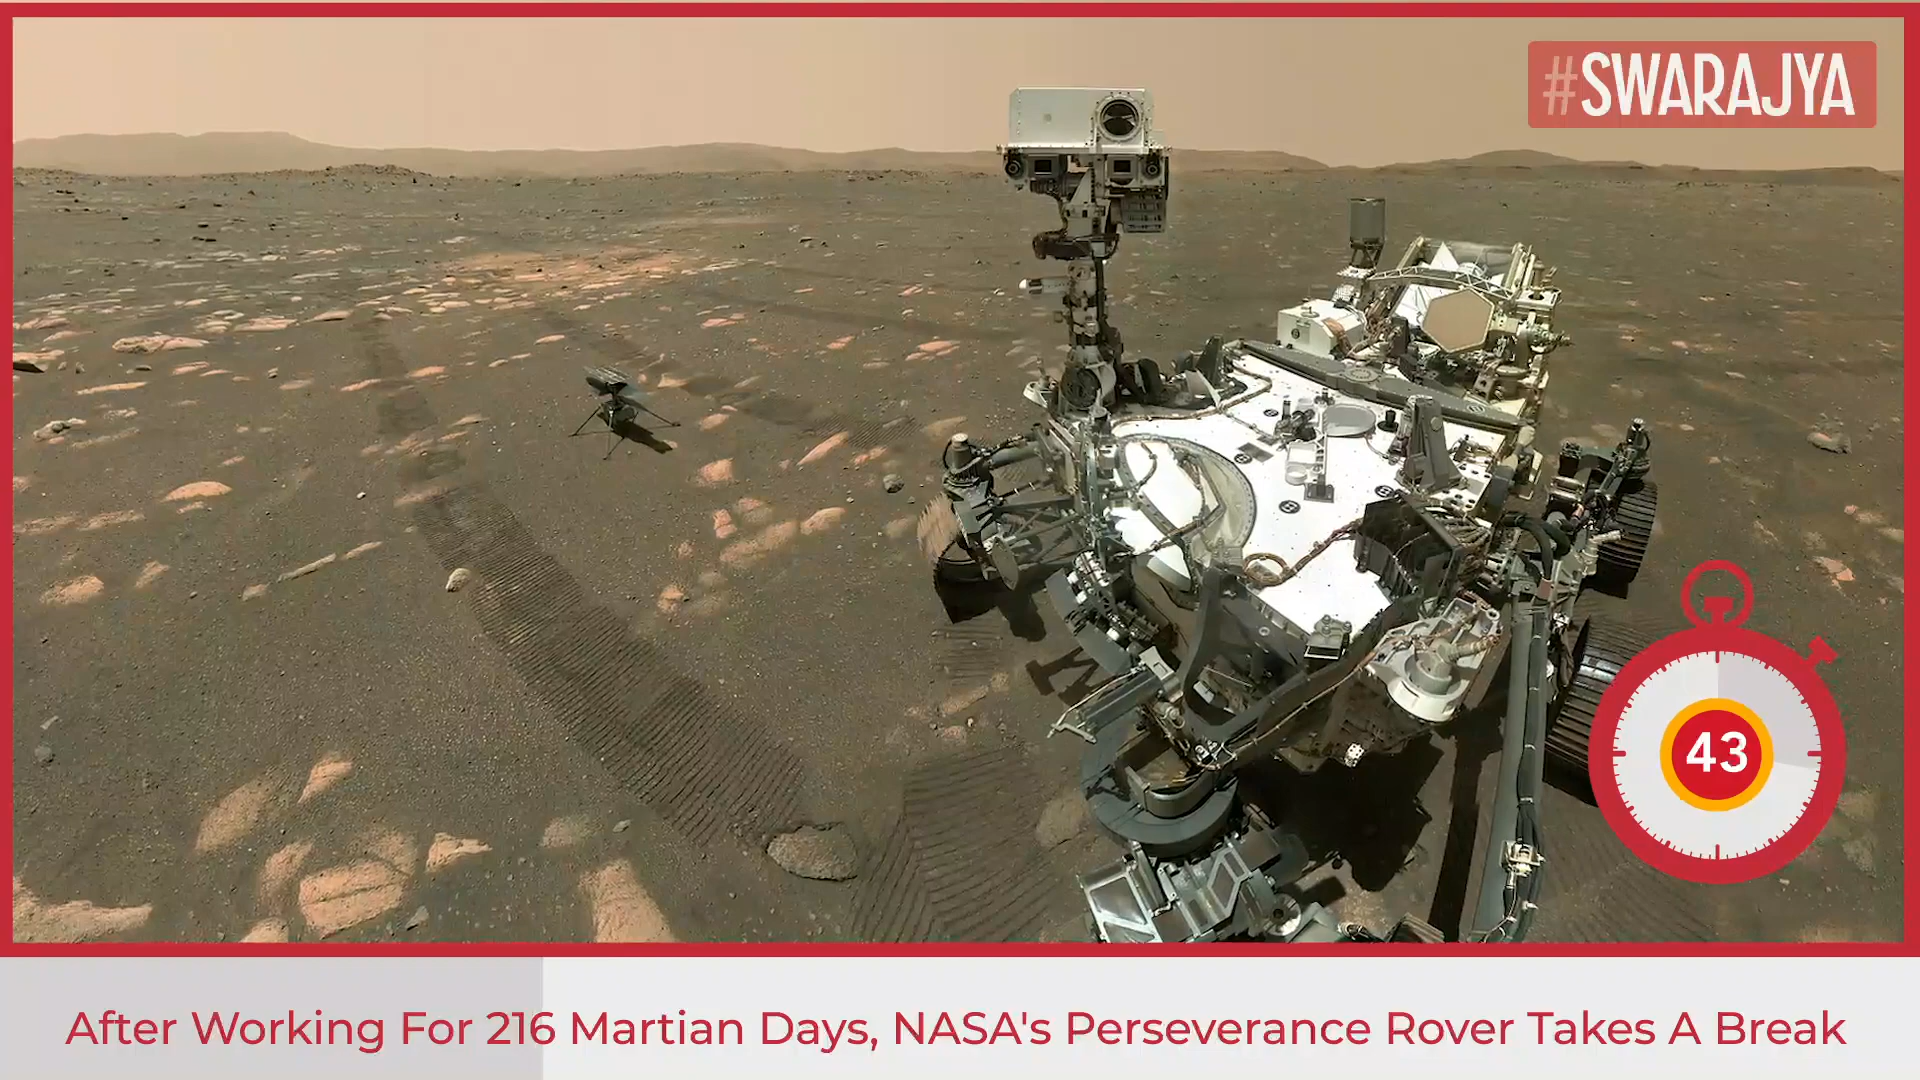 #SWARAJYA
43
After Working For 216 Martian Days, NASA's Perseverance Rover Takes A Break